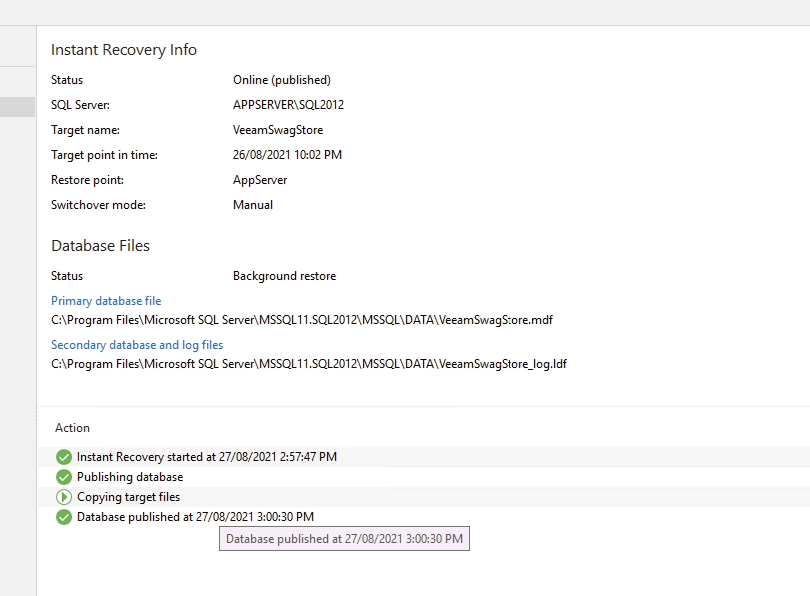 Instant Recovery Info
Status Online (published)
SQL Server: APPSERVER\SQL2012
Target name: VeeamSwagStore
Target point in time: 26/08/2021 10:02 PM
Restore point: AppServer
Switchover mode: Manual
Database Files
Status Background restore
Primary database file
C:\Program Files\Microsoft SQL Server\MSSQL11.SQL2012\MSSQL\DATA\VeeamSwagStore.mdf
Secondary database and log files
C:\Program Files\Microsoft SQL Server\MSSQL11.SQL2012\MSSQL\DATA\VeeamSwagStore_log.ldf
Action
Instant Recovery started at 27/08/2021 2:57:47 PM
Publishing database
Copying target files
Database published at 27/08/2021 3:00:30 PM
Database published at 27/08/2021 3:00:30 PM